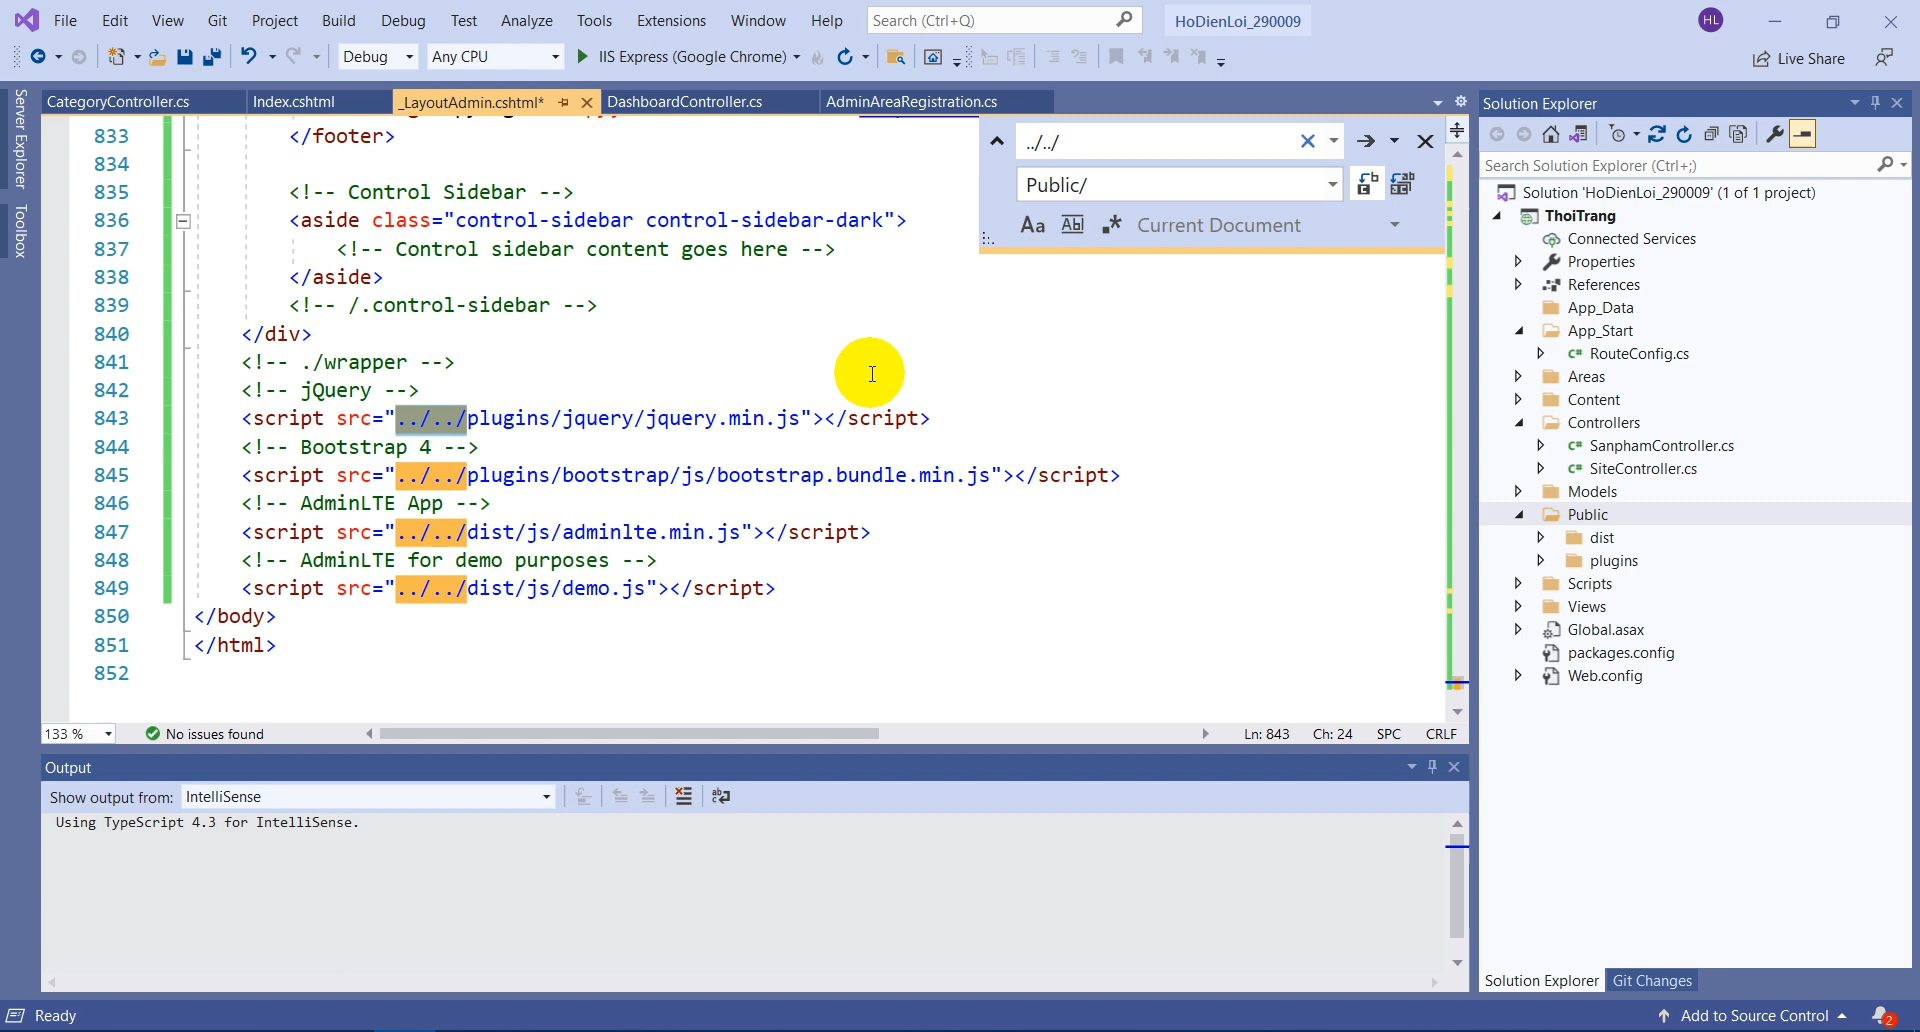 File Edit View Git Project Build Debug Test Analyze Tools Extensions Window Help Search (Ctrl+Q) HoDienLoi_290009 HL
Debug Any CPU IIS Express (Google Chrome) Live Share
Server Explorer
Toolbox
CategoryController.cs Index.cshtml _LayoutAdmin.cshtml* DashboardController.cs AdminAreaRegistration.cs
../../
Public/
Aa Abl .* Current Document
833 </footer>
834
835 <!-- Control Sidebar -->
836 <aside class="control-sidebar control-sidebar-dark">
837 <!-- Control sidebar content goes here -->
838 </aside>
839 <!-- /.control-sidebar -->
840 </div>
841 <!-- ./wrapper -->
842 <!-- jQuery -->
843 <script src="../../plugins/jquery/jquery.min.js"></script>
844 <!-- Bootstrap 4 -->
845 <script src="../../plugins/bootstrap/js/bootstrap.bundle.min.js"></script>
846 <!-- AdminLTE App -->
847 <script src="../../dist/js/adminlte.min.js"></script>
848 <!-- AdminLTE for demo purposes -->
849 <script src="../../dist/js/demo.js"></script>
850 </body>
851 </html>
852
133 % No issues found Ln: 843 Ch: 24 SPC CRLF
Output
Show output from: IntelliSense
Using TypeScript 4.3 for IntelliSense.
Solution Explorer
Search Solution Explorer (Ctrl+;)
Solution 'HoDienLoi_290009' (1 of 1 project)
ThoiTrang
Connected Services
Properties
References
App_Data
App_Start
C# RouteConfig.cs
Areas
Content
Controllers
C# SanphamController.cs
C# SiteController.cs
Models
Public
dist
plugins
Scripts
Views
Global.asax
packages.config
Web.config
Solution Explorer Git Changes
Ready Add to Source Control 2